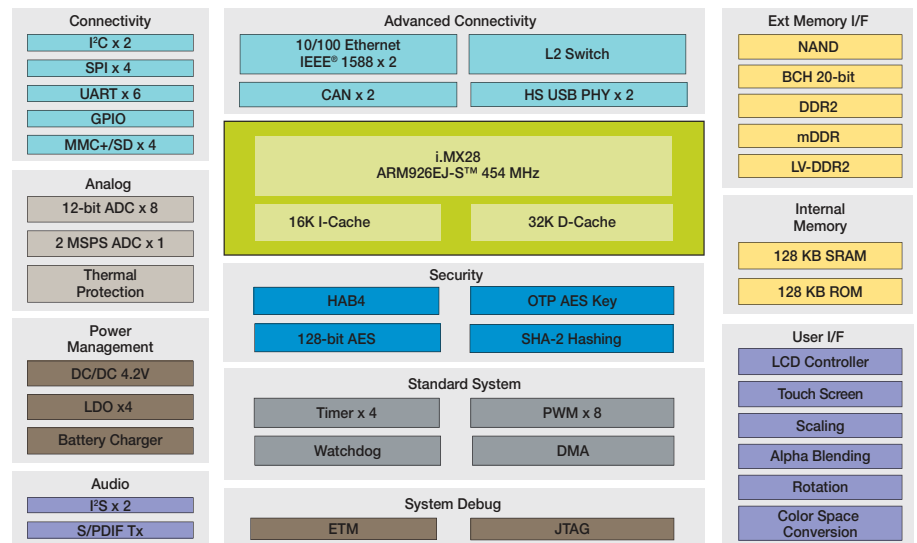 Connectivity
I²C x 2
SPI x 4
UART x 6
GPIO
MMC+/SD x 4
Analog
12-bit ADC x 8
2 MSPS ADC x 1
Thermal
Protection
Power
Management
DC/DC 4.2V
LDO x4
Battery Charger
Audio
I²S x 2
S/PDIF Tx
Advanced Connectivity
10/100 Ethernet
IEEE® 1588 x 2
L2 Switch
CAN x 2
HS USB PHY x 2
i.MX28
ARM926EJ-S™ 454 MHz
16K I-Cache
32K D-Cache
Security
HAB4
OTP AES Key
128-bit AES
SHA-2 Hashing
Standard System
Timer x 4
PWM x 8
Watchdog
DMA
System Debug
ETM
JTAG
Ext Memory I/F
NAND
BCH 20-bit
DDR2
mDDR
LV-DDR2
Internal
Memory
128 KB SRAM
128 KB ROM
User I/F
LCD Controller
Touch Screen
Scaling
Alpha Blending
Rotation
Color Space
Conversion